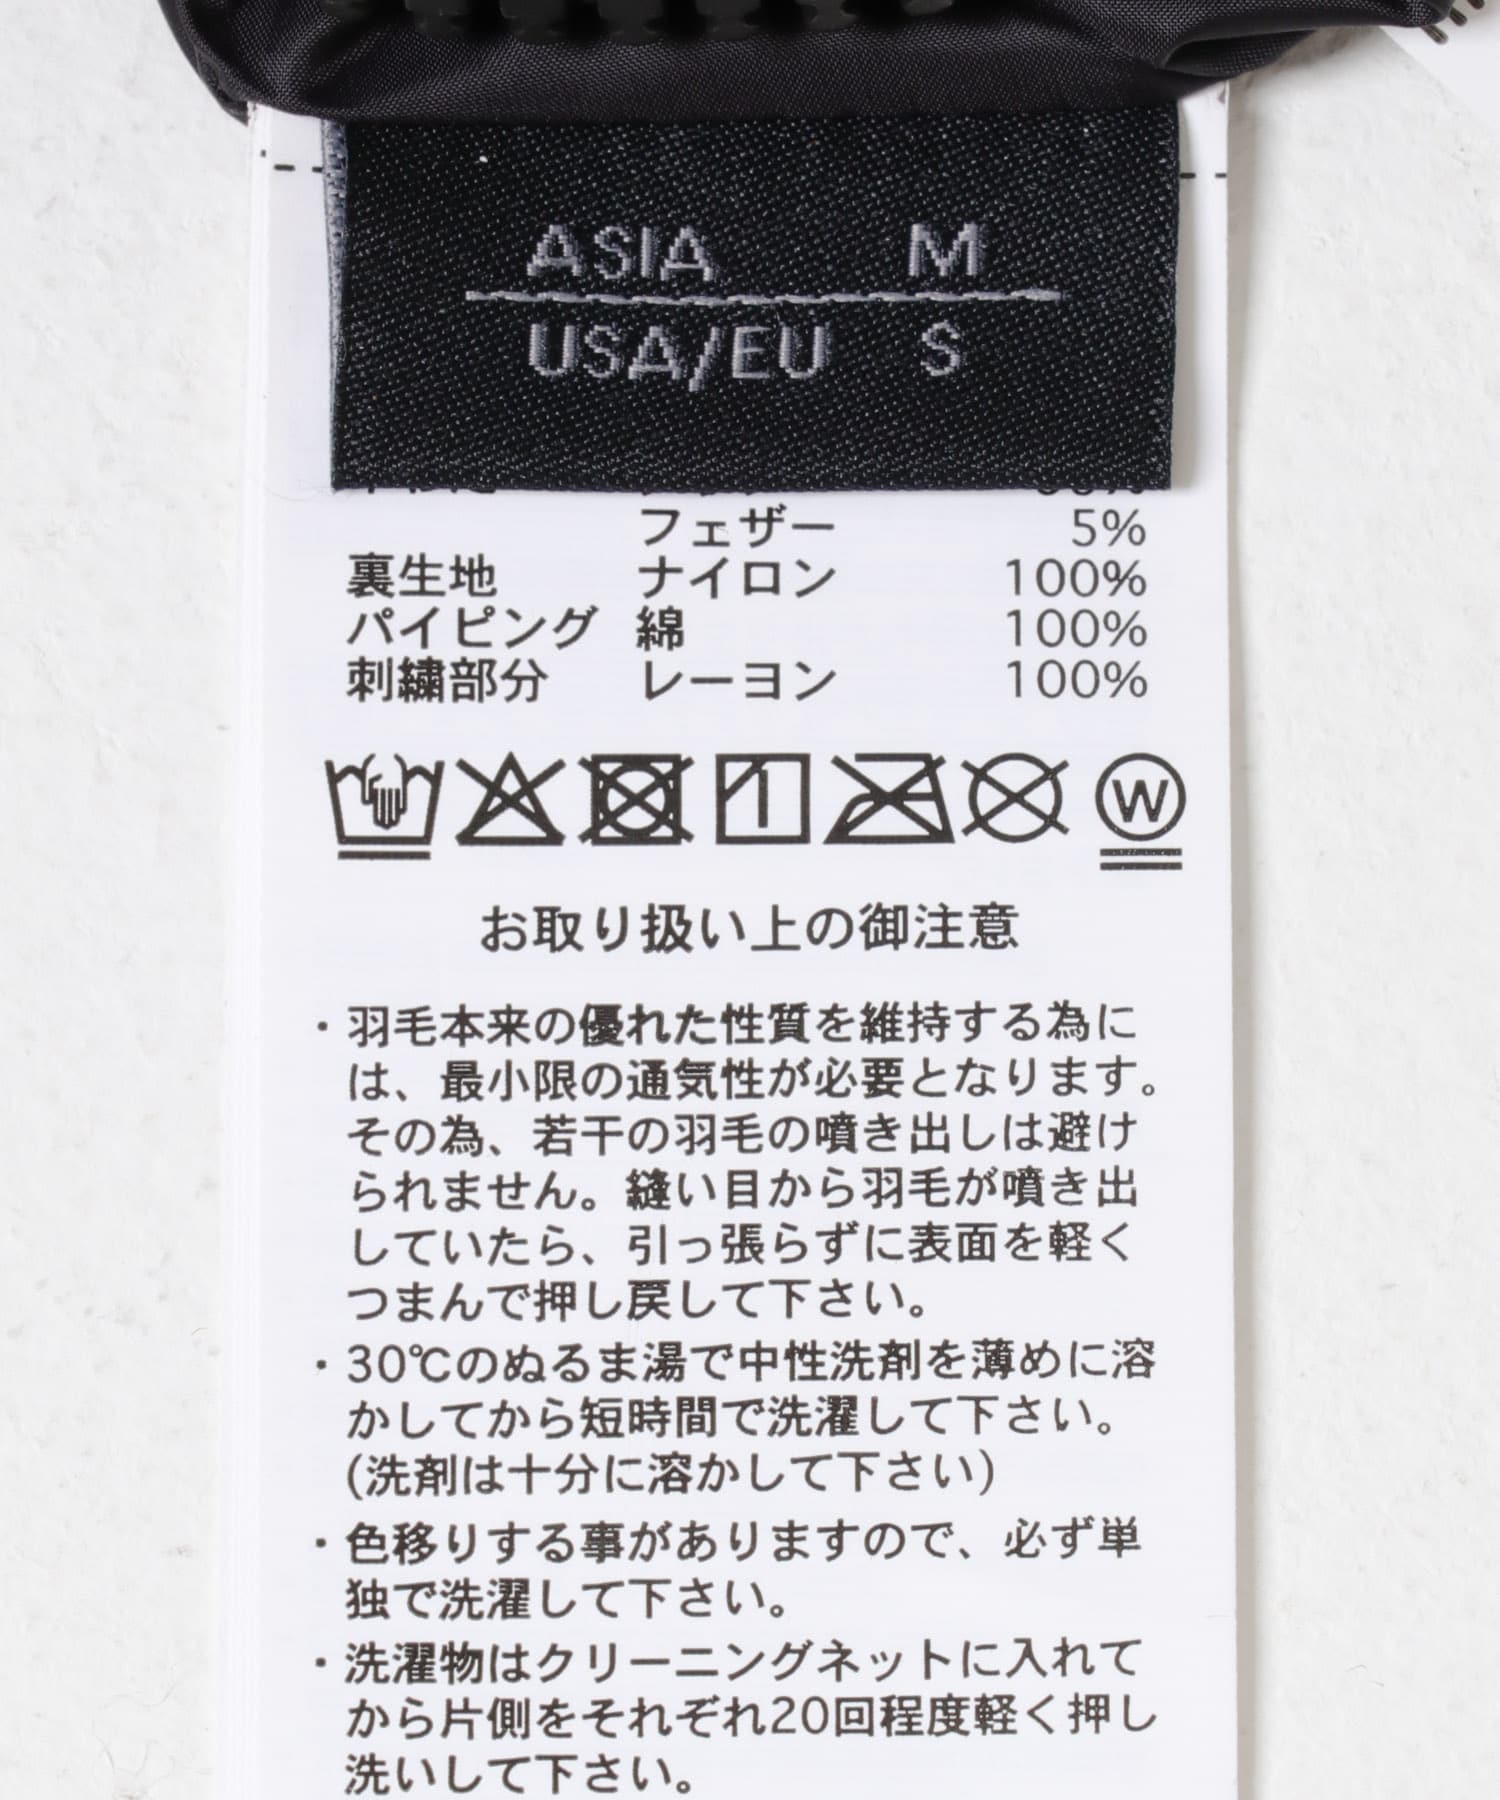 ASIA M
USA/EU S
フェザー 5%
裏生地 ナイロン 100%
パイピング 綿 100%
刺繍部分 レーヨン 100%
W
お取り扱い上の御注意
・羽毛本来の優れた性質を維持する為に
は、最小限の通気性が必要となります。
その為、若干の羽毛の噴き出しは避け
られません。縫い目から羽毛が噴き出
していたら、引っ張らずに表面を軽く
つまんで押し戻して下さい。
・30℃のぬるま湯で中性洗剤を薄めに溶
かしてから短時間で洗濯して下さい。
(洗剤は十分に溶かして下さい)
・色移りする事がありますので、必ず単
独で洗濯して下さい。
・洗濯物はクリーニングネットに入れて
から片側をそれぞれ20回程度軽く押し
洗いして下さい。